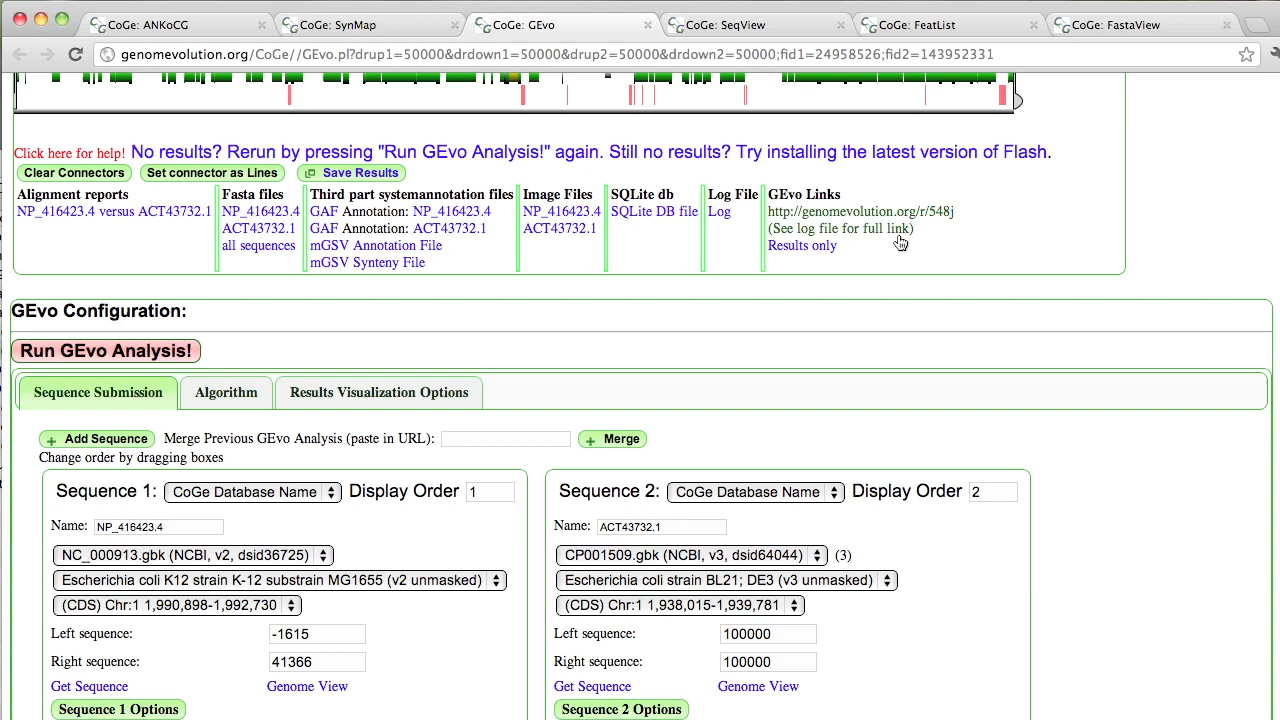 CoGe: ANKoCG
CoGe: SynMap
CoGe: GEvo
CoGe: SeqView
CoGe: FeatList
CoGe: FastaView
genomevolution.org/CoGe//GEvo.pl?drup1=50000&drdown1=50000&drup2=50000&drdown2=50000;fid1=24958526;fid2=143952331
Click here for help! No results? Rerun by pressing "Run GEvo Analysis!" again. Still no results? Try installing the latest version of Flash.
Clear Connectors Set connector as Lines Save Results
Alignment reports Fasta files Third part systemannotation files Image Files SQLite db Log File GEvo Links
NP_416423.4 versus ACT43732.1 NP_416423.4 GAF Annotation: NP_416423.4 NP_416423.4 SQLite DB file Log http://genomevolution.org/r/548j
ACT43732.1 GAF Annotation: ACT43732.1 ACT43732.1 (See log file for full link)
all sequences mGSV Annotation File Results only
mGSV Synteny File
GEvo Configuration:
Run GEvo Analysis!
Sequence Submission Algorithm Results Visualization Options
+ Add Sequence Merge Previous GEvo Analysis (paste in URL): + Merge
Change order by dragging boxes
Sequence 1: CoGe Database Name Display Order 1 Sequence 2: CoGe Database Name Display Order 2
Name: NP_416423.4 Name: ACT43732.1
NC_000913.gbk (NCBI, v2, dsid36725) CP001509.gbk (NCBI, v3, dsid64044) (3)
Escherichia coli K12 strain K-12 substrain MG1655 (v2 unmasked) Escherichia coli strain BL21; DE3 (v3 unmasked)
(CDS) Chr:1 1,990,898-1,992,730 (CDS) Chr:1 1,938,015-1,939,781
Left sequence: -1615 Left sequence: 100000
Right sequence: 41366 Right sequence: 100000
Get Sequence Genome View Get Sequence Genome View
Sequence 1 Options Sequence 2 Options